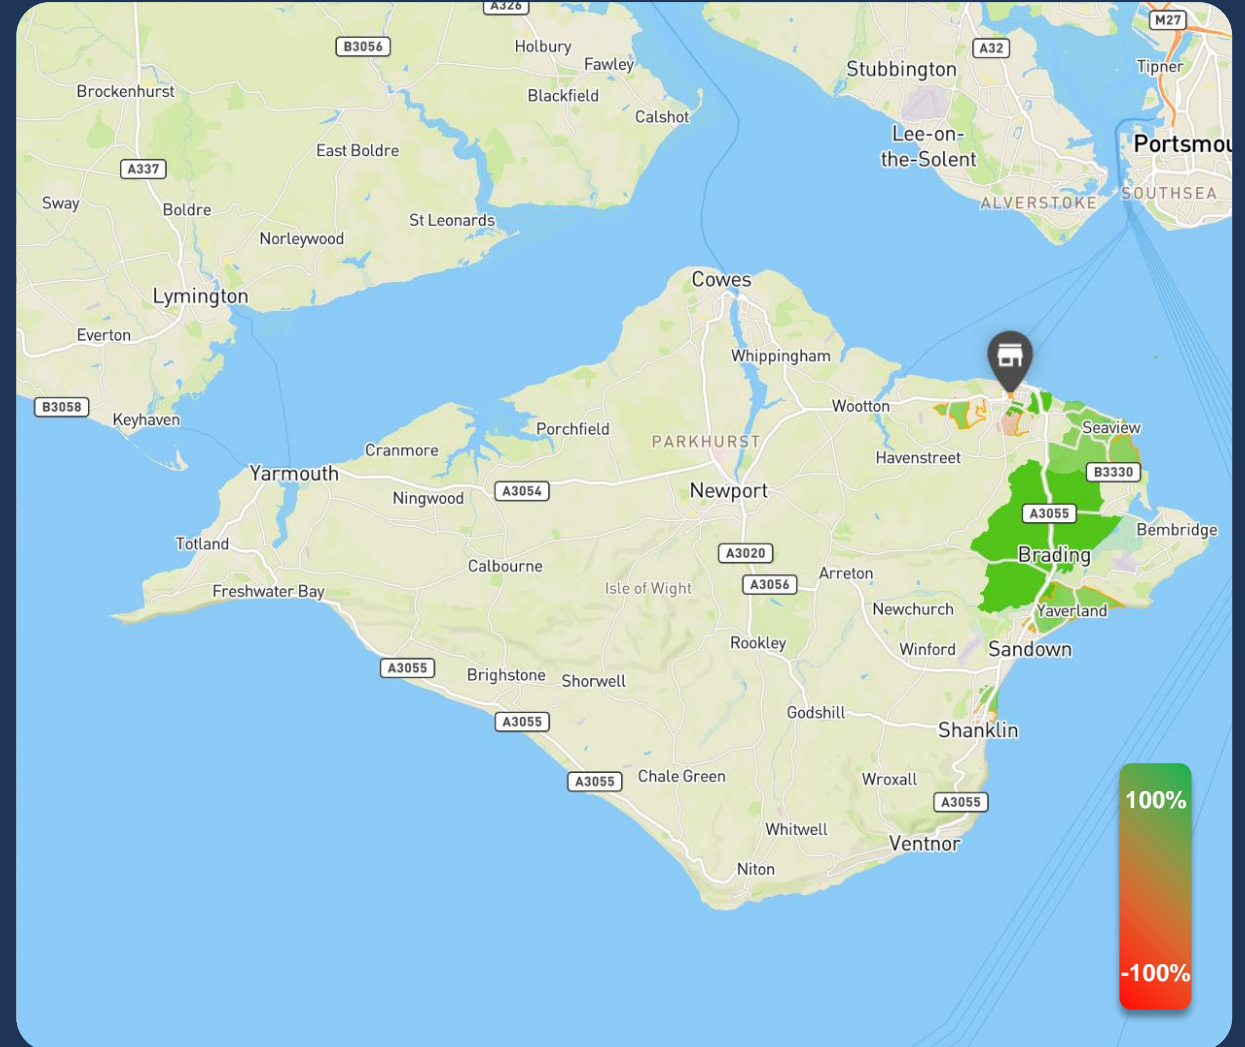 A326
M27
B3056
Holbury
A32
Fawley
Stubbington
Tipner
Brockenhurst
Blackfield
Calshot
Lee-on-
the-Solent
Portsmou
East Boldre
A337
SOUTHSEA
ALVERSTOKE
Sway
Boldre
St Leonards
Norleywood
Cowes
Lymington
Everton
Whippingham
B3058
Wootton
Keyhaven
Porchfield
Seaview
PARKHURST
Cranmore
Havenstreet
Yarmouth
B3330
Ningwood
A3054
Newport
A3055
Bembridge
Totland
A3020
Brading
Calbourne
Arreton
A3056
Isle of Wight
Freshwater Bay
Newchurch
Yaverland
Rookley
Winford
Sandown
A3055
Brighstone
Shorwell
Godshill
A3055
Shanklin
Chale Green
Wroxall
A3055
A3055
100%
Whitwell
Ventnor
Niton
-100%